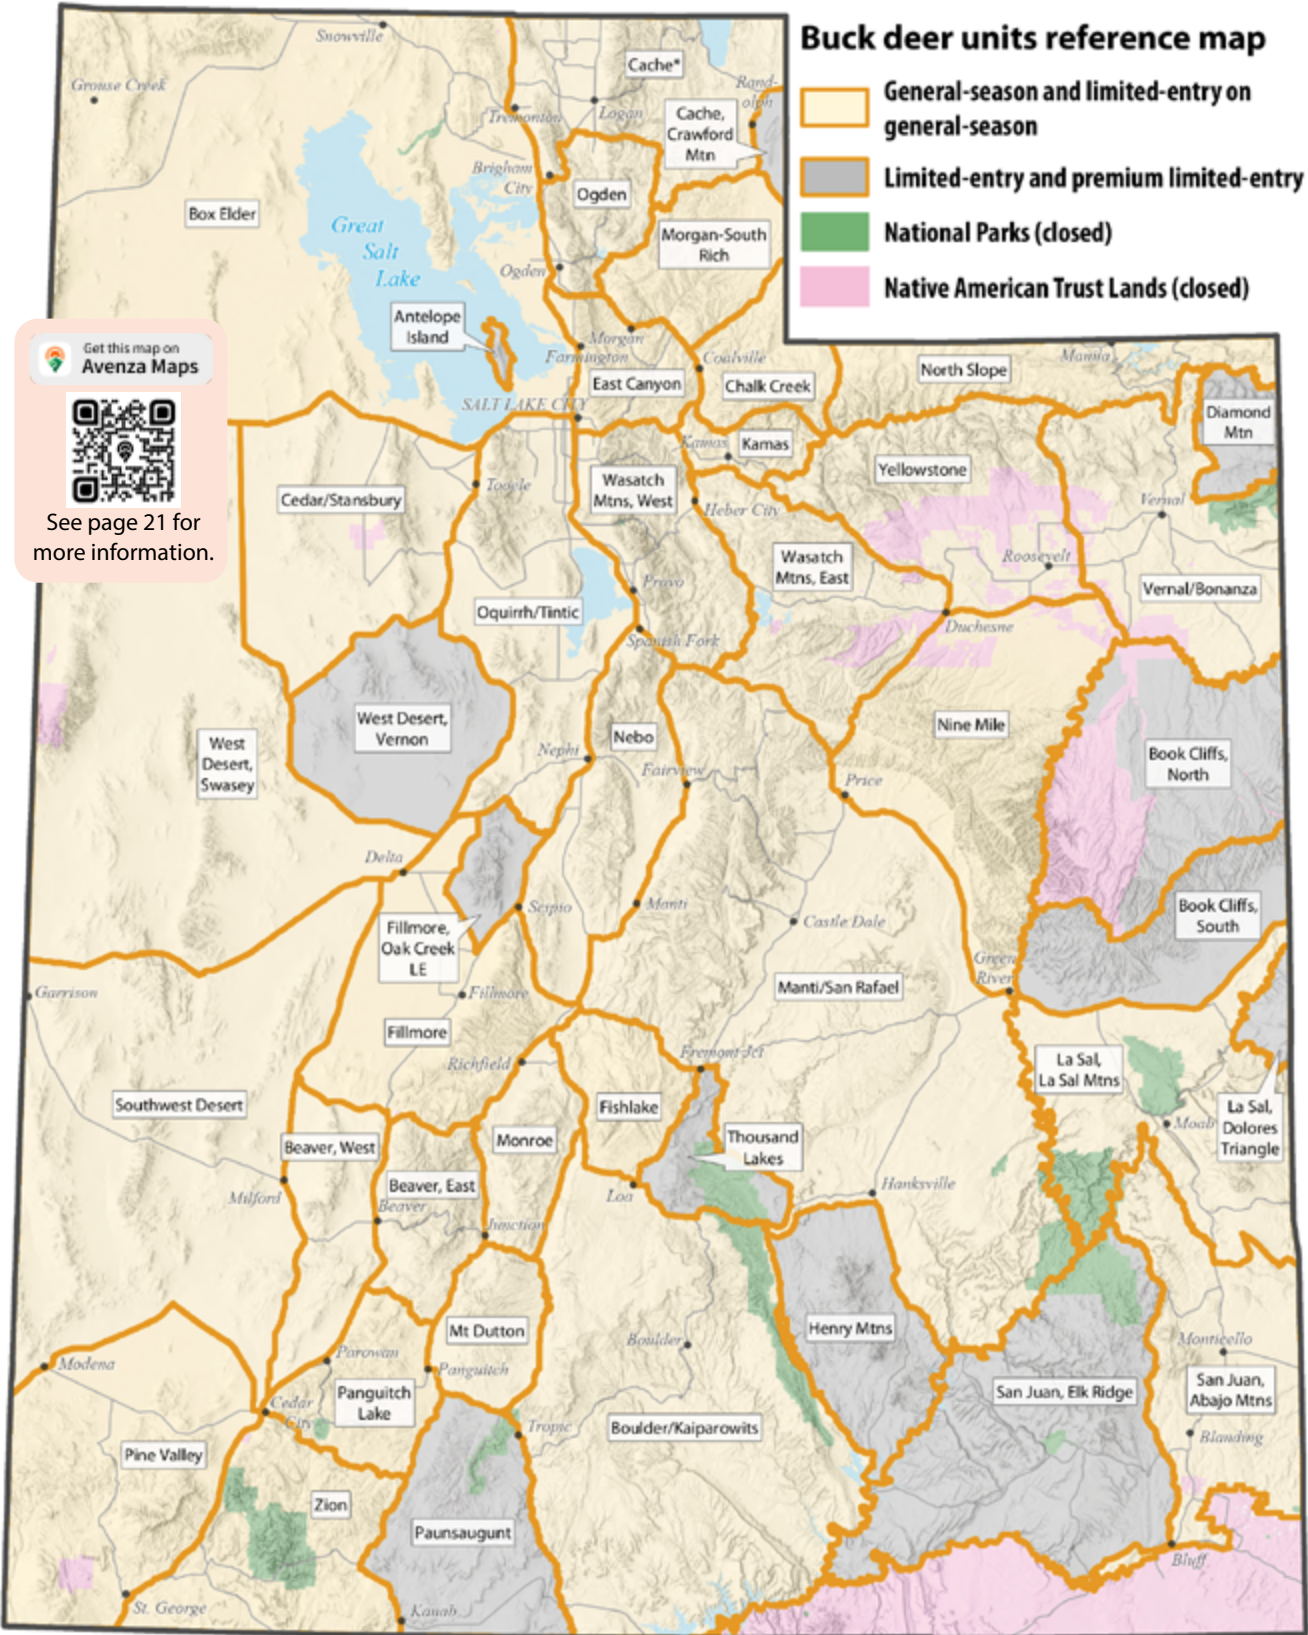 Buck deer units reference map
General-season and limited-entry on
general-season
Limited-entry and premium limited-entry
National Parks (closed)
Native American Trust Lands (closed)
Get this map on
Avenza Maps
See page 21 for
more information.
Snowville
Cache*
Grouse Creek
Rand-
olph
Tremonton
Logan
Cache,
Crawford
Mtn
Brigham
City
Ogden
Box Elder
Great
Salt
Lake
Morgan-South
Rich
Ogden
Antelope
Island
Morgan
Farmington
Coalville
Manila
North Slope
East Canyon
Chalk Creek
SALT LAKE CITY
Diamond
Mtn
Kamas
Kamas
Yellowstone
Cedar/Stansbury
Tooele
Wasatch
Mtns, West
Heber City
Vernal
Wasatch
Mtns, East
Roosevelt
Provo
Vernal/Bonanza
Oquirrh/Tintic
Duchesne
Spanish Fork
West Desert,
Vernon
Nine Mile
West
Desert,
Swasey
Nebo
Nephi
Fairview
Book Cliffs,
North
Price
Delta
Scipio
Manti
Castle Dale
Book Cliffs,
South
Fillmore,
Oak Creek
LE
Green
River
Garrison
Fillmore
Manti/San Rafael
Fillmore
Richfield
Fremont Jct
La Sal,
La Sal Mtns
Southwest Desert
Fishlake
La Sal,
Dolores
Triangle
Moab
Beaver, West
Monroe
Thousand
Lakes
Beaver, East
Milford
Loa
Hanksville
Beaver
Junction
Mt Dutton
Henry Mtns
Boulder
Monticello
Modena
Parowan
Panguitch
Panguitch
Lake
San Juan, Elk Ridge
San Juan,
Abajo Mtns
Cedar
City
Tropic
Boulder/Kaiparowits
Blanding
Pine Valley
Zion
Paunsaugunt
Bluff
St. George
Kanab